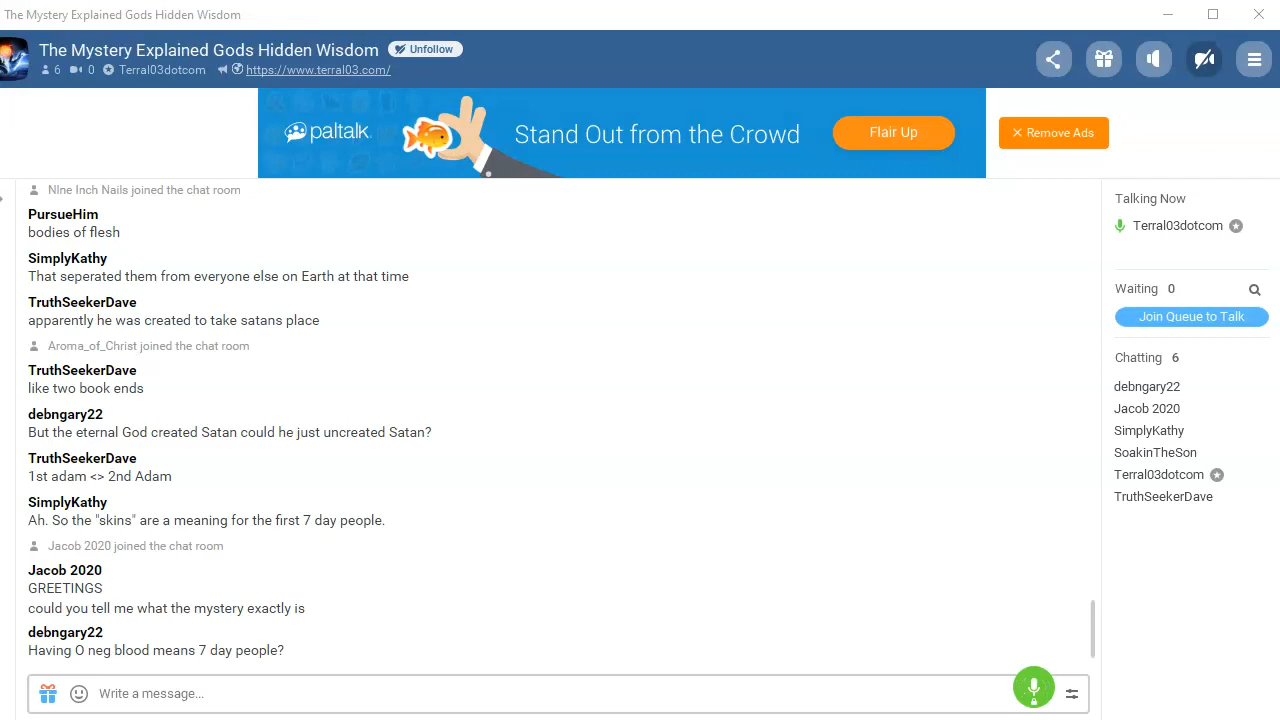 The Mystery Explained Gods Hidden Wisdom
The Mystery Explained Gods Hidden Wisdom Unfollow
6 0 Terral03dotcom https://www.terral03.com/
paltalk Stand Out from the Crowd Flair Up Remove Ads
NIne Inch Nails joined the chat room
PursueHim
bodies of flesh
SimplyKathy
That seperated them from everyone else on Earth at that time
TruthSeekerDave
apparently he was created to take satans place
Aroma_of_Christ joined the chat room
TruthSeekerDave
like two book ends
debngary22
But the eternal God created Satan could he just uncreated Satan?
TruthSeekerDave
1st adam <> 2nd Adam
SimplyKathy
Ah. So the "skins" are a meaning for the first 7 day people.
Jacob 2020 joined the chat room
Jacob 2020
GREETINGS
could you tell me what the mystery exactly is
debngary22
Having O neg blood means 7 day people?
Write a message...
Talking Now
Terral03dotcom
Waiting 0
Join Queue to Talk
Chatting 6
debngary22
Jacob 2020
SimplyKathy
SoakinTheSon
Terral03dotcom
TruthSeekerDave